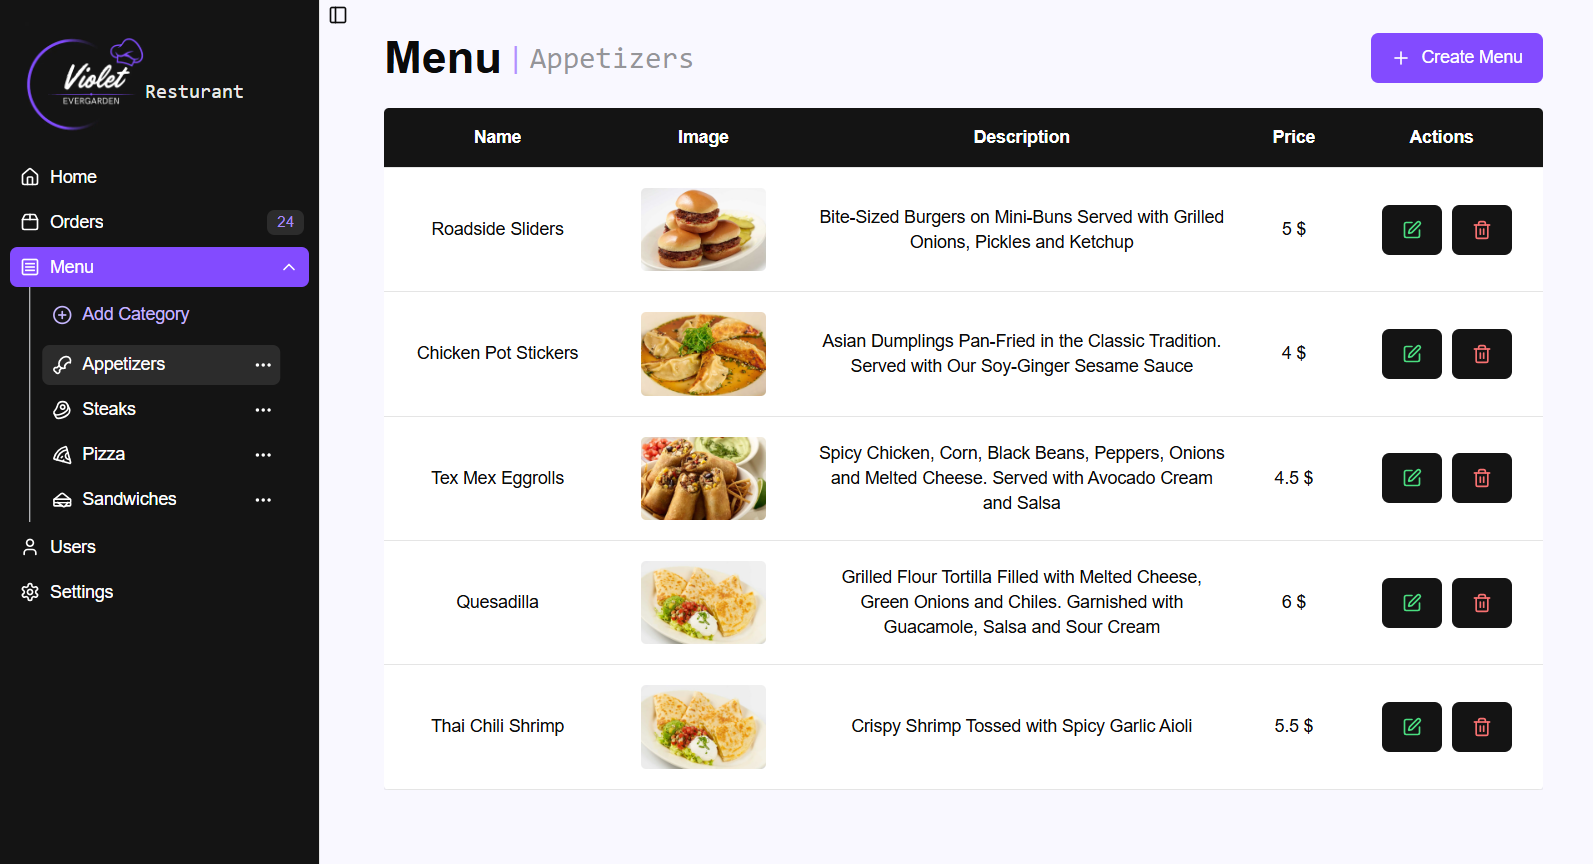 Violet
EVERGARDEN
Resturant
Home
Orders 24
Menu
Add Category
Appetizers
Steaks
Pizza
Sandwiches
Users
Settings
Menu | Appetizers
+ Create Menu
Name Image Description Price Actions
Roadside Sliders
Bite-Sized Burgers on Mini-Buns Served with Grilled
Onions, Pickles and Ketchup
5 $
Chicken Pot Stickers
Asian Dumplings Pan-Fried in the Classic Tradition.
Served with Our Soy-Ginger Sesame Sauce
4 $
Tex Mex Eggrolls
Spicy Chicken, Corn, Black Beans, Peppers, Onions
and Melted Cheese. Served with Avocado Cream
and Salsa
4.5 $
Quesadilla
Grilled Flour Tortilla Filled with Melted Cheese,
Green Onions and Chiles. Garnished with
Guacamole, Salsa and Sour Cream
6 $
Thai Chili Shrimp
Crispy Shrimp Tossed with Spicy Garlic Aioli
5.5 $